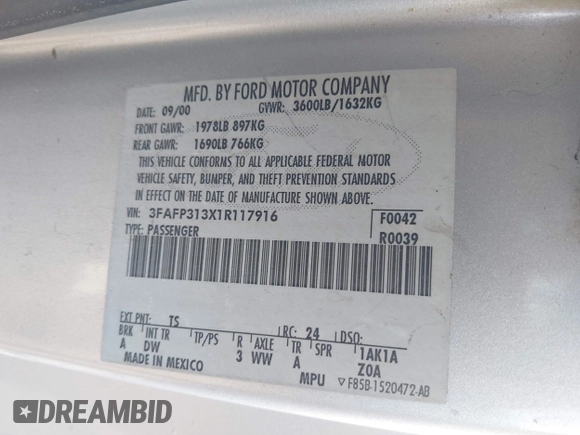 MFD. BY FORD MOTOR COMPANY
DATE: 09/00 GVWR: 3600LB/1632KG
FRONT GAWR: 1978LB 897KG
REAR GAWR: 1690LB 766KG
THIS VEHICLE CONFORMS TO ALL APPLICABLE FEDERAL MOTOR
VEHICLE SAFETY, BUMPER, AND THEFT PREVENTION STANDARDS
IN EFFECT ON THE DATE OF MANUFACTURE SHOWN ABOVE.
VIN: 3FAFP313X1R117916 F0042
TYPE: PASSENGER R0039
EXT PNT: TS RC: 24 DSO:
BRK INT TR TP/PS R AXLE TR SPR 1AK1A
A DW 3 WW A Z0A
MADE IN MEXICO MPU ▽ F85B-1520472-AB
DREAMBID